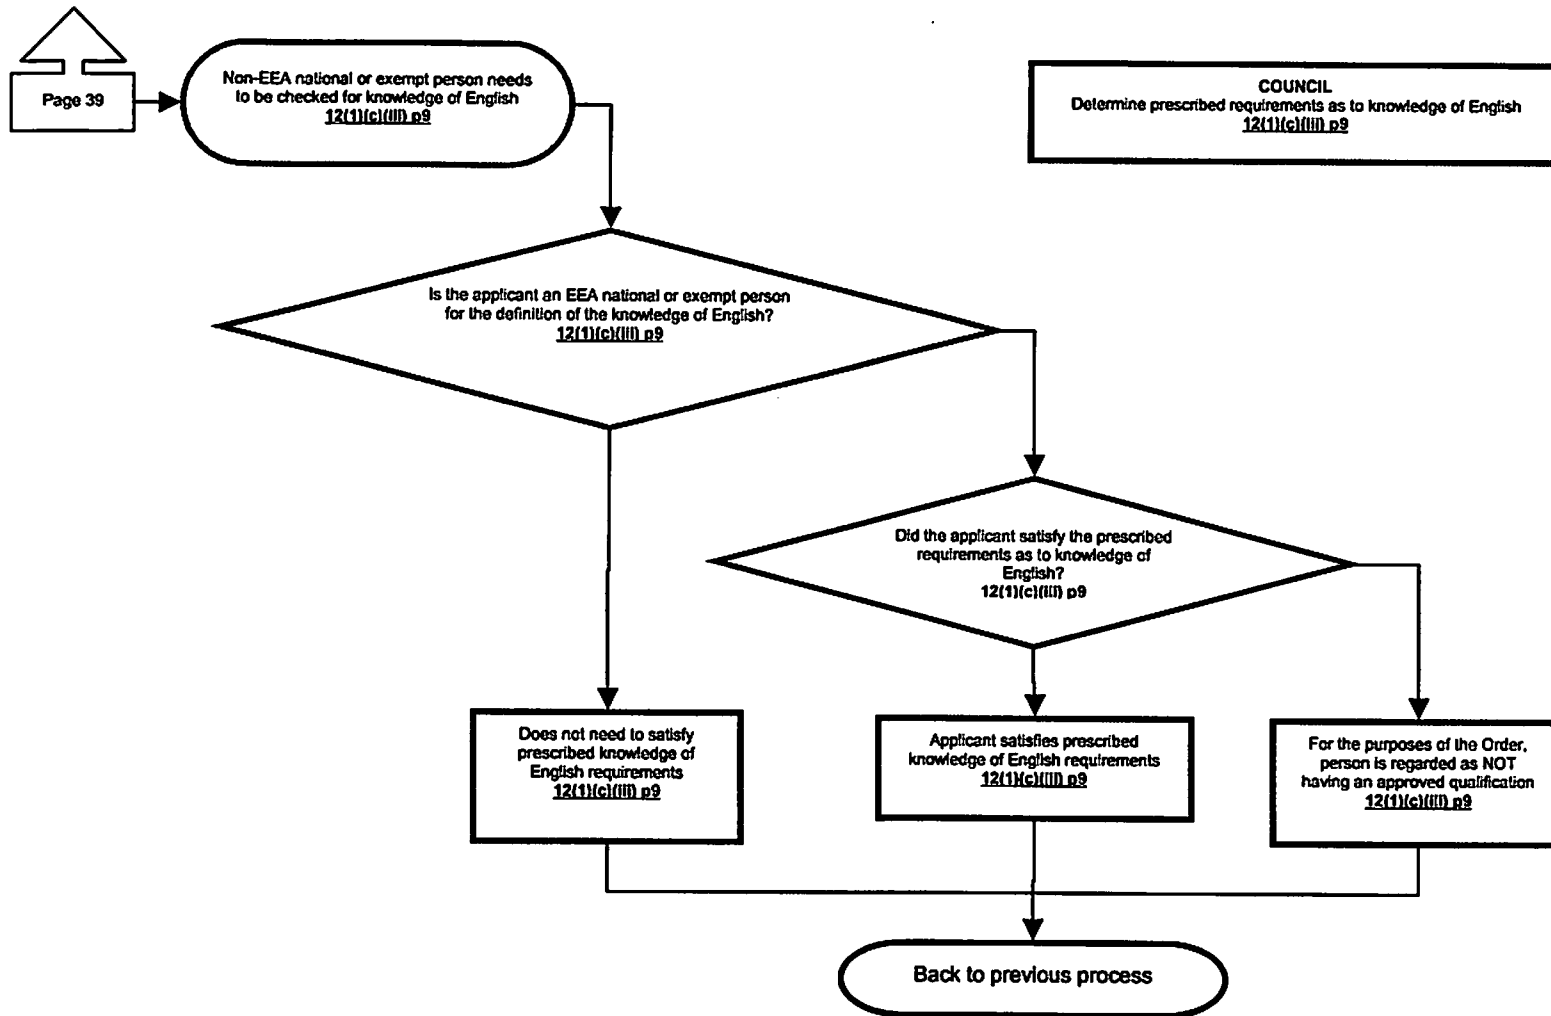 Page 39
Non-EEA national or exempt person needs
to be checked for knowledge of English
12(1)(c)(iii) p9
COUNCIL
Determine prescribed requirements as to knowledge of English
12(1)(c)(iii) p9
Is the applicant an EEA national or exempt person
for the definition of the knowledge of English?
12(1)(c)(iii) p9
Did the applicant satisfy the prescribed
requirements as to knowledge of
English?
12(1)(c)(iii) p9
Does not need to satisfy
prescribed knowledge of
English requirements
12(1)(c)(iii) p9
Applicant satisfies prescribed
knowledge of English requirements
12(1)(c)(iii) p9
For the purposes of the Order,
person is regarded as NOT
having an approved qualification
12(1)(c)(iii) p9
Back to previous process